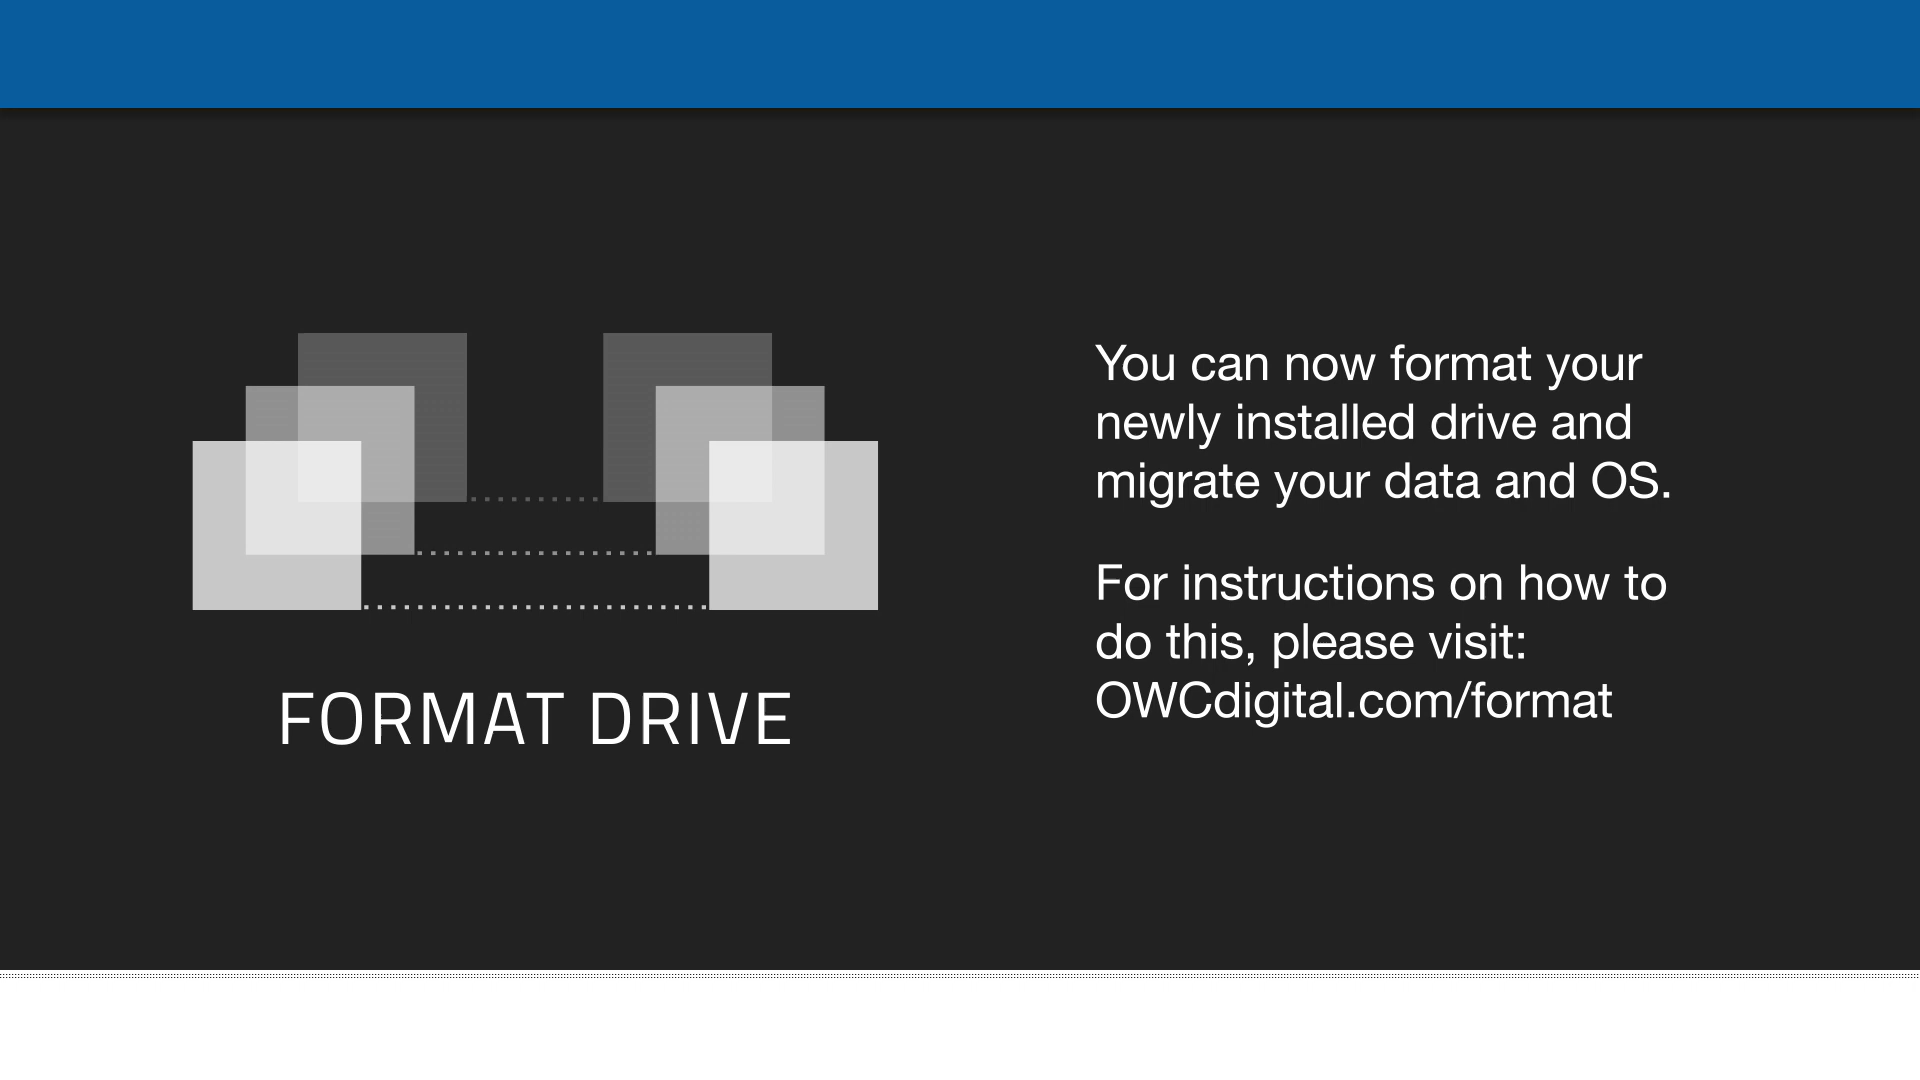 FORMAT DRIVE
You can now format your
newly installed drive and
migrate your data and OS.
For instructions on how to
do this, please visit:
OWCdigital.com/format